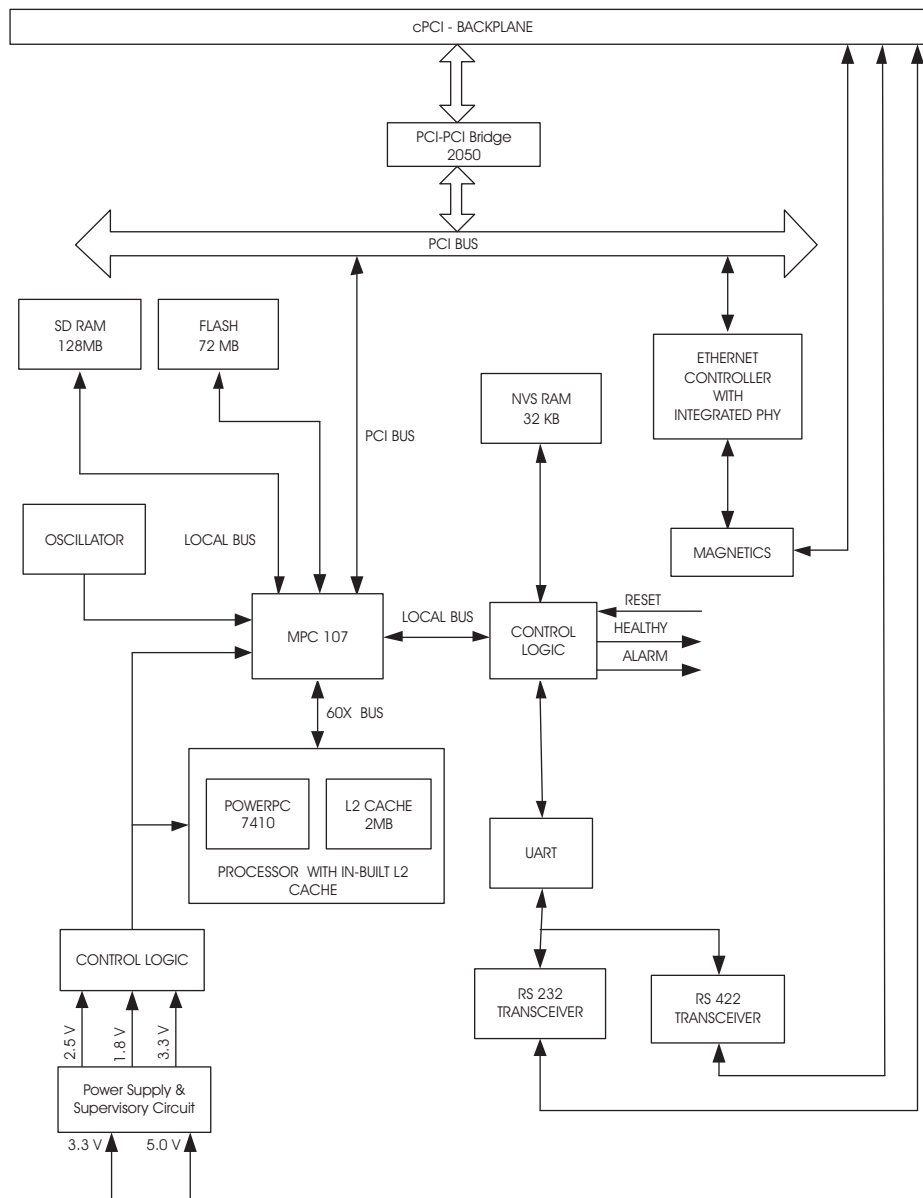 cPCI - BACKPLANE
PCI-PCI Bridge
2050
PCI BUS
SD RAM
128MB
FLASH
72 MB
ETHERNET
CONTROLLER
WITH
INTEGRATED PHY
NVS RAM
32 KB
PCI BUS
OSCILLATOR
LOCAL BUS
MAGNETICS
MPC 107
LOCAL BUS
CONTROL
LOGIC
RESET
HEALTHY
ALARM
60X BUS
POWERPC
7410
L2 CACHE
2MB
PROCESSOR WITH IN-BUILT L2
CACHE
UART
CONTROL LOGIC
RS 232
TRANSCEIVER
RS 422
TRANSCEIVER
2.5 V
1.8 V
3.3 V
Power Supply &
Supervisory Circuit
3.3 V
5.0 V